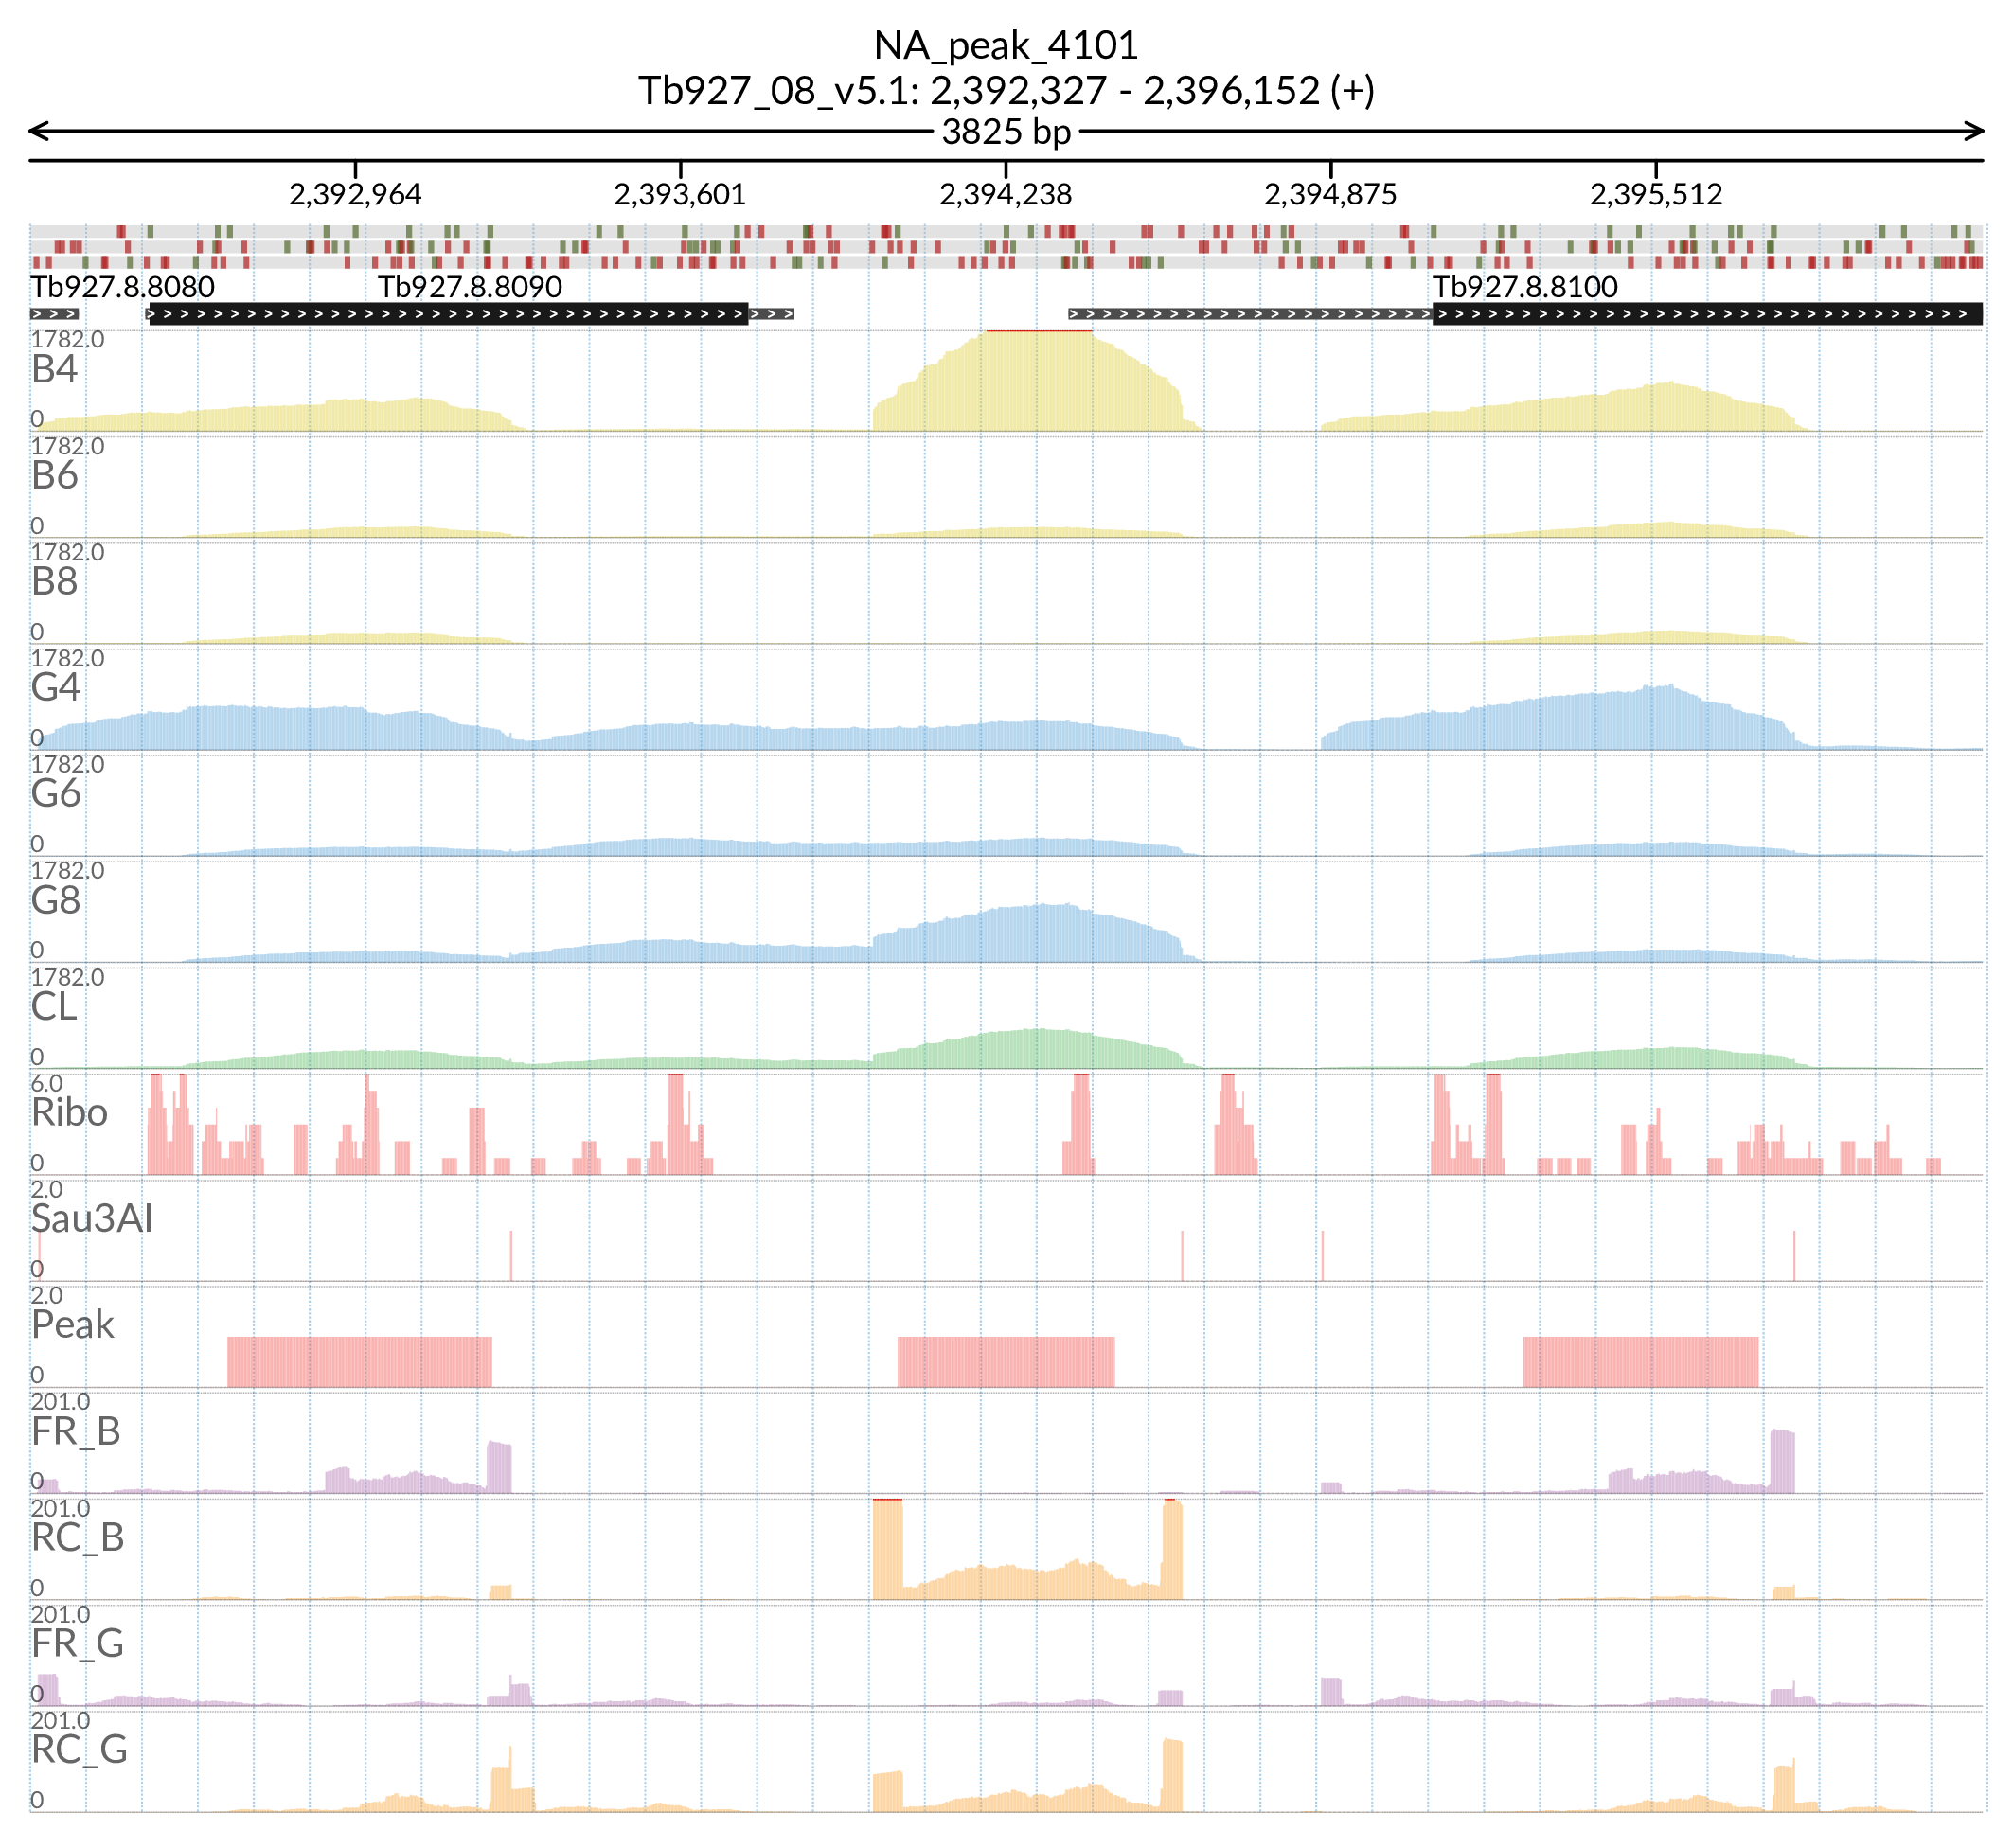 NA_peak_4101
Tb927_08_v5.1: 2,392,327 - 2,396,152 (+)
3825 bp
2,392,964 2,393,601 2,394,238 2,394,875 2,395,512
Tb927.8.8080 Tb927.8.8090 Tb927.8.8100
1782.0
B4
0
1782.0
B6
0
1782.0
B8
0
1782.0
G4
0
1782.0
G6
0
1782.0
G8
0
1782.0
CL
0
6.0
Ribo
0
2.0
Sau3AI
0
2.0
Peak
0
201.0
FR_B
0
201.0
RC_B
0
201.0
FR_G
0
201.0
RC_G
0